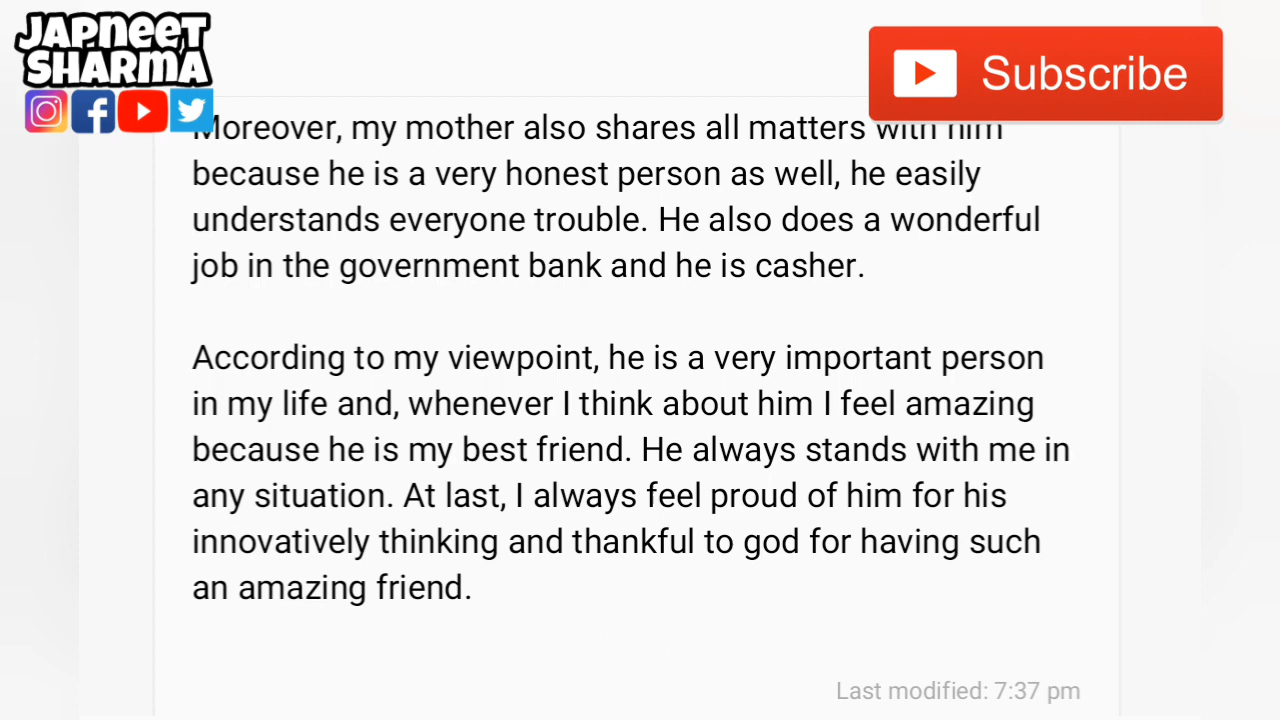 JAPNEET
SHARMA
Subscribe
Moreover, my mother also shares all matters with him
because he is a very honest person as well, he easily
understands everyone trouble. He also does a wonderful
job in the government bank and he is casher.
According to my viewpoint, he is a very important person
in my life and, whenever I think about him I feel amazing
because he is my best friend. He always stands with me in
any situation. At last, I always feel proud of him for his
innovatively thinking and thankful to god for having such
an amazing friend.
Last modified: 7:37 pm